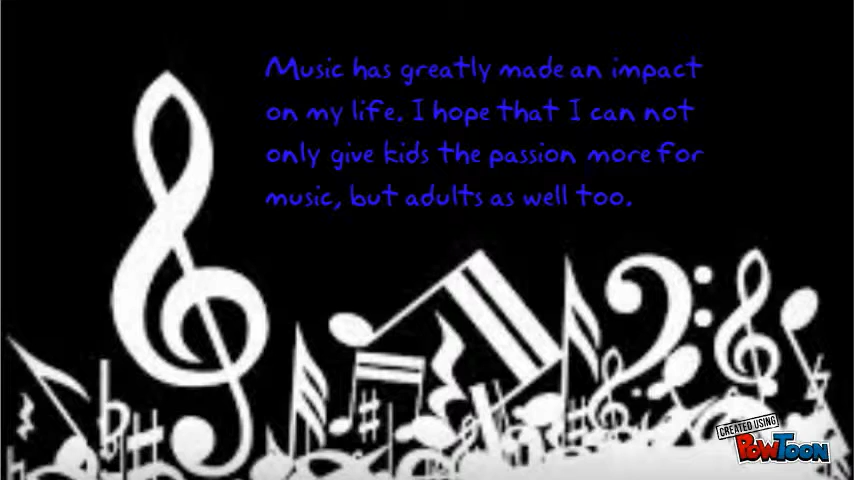 Music has greatly made an impact
on my life. I hope that I can not
only give kids the passion more for
music, but adults as well too.
CREATED USING
PowToon